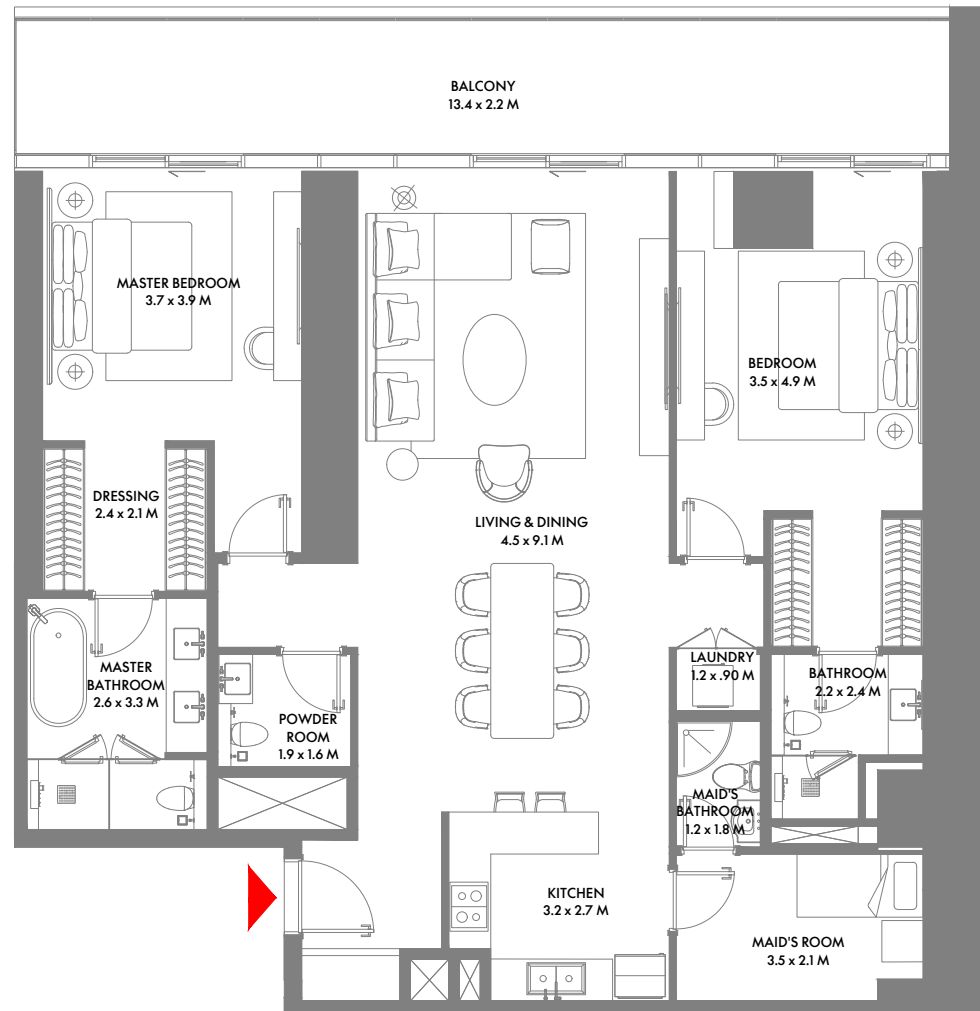 BALCONY
13.4 x 2.2 M
MASTER BEDROOM
3.7 x 3.9 M
BEDROOM
3.5 x 4.9 M
DRESSING
2.4 x 2.1 M
LIVING & DINING
4.5 x 9.1 M
MASTER
BATHROOM
2.6 x 3.3 M
POWDER
ROOM
1.9 x 1.6 M
LAUNDRY
1.2 x .90 M
BATHROOM
2.2 x 2.4 M
MAID'S
BATHROOM
1.2 x 1.8 M
KITCHEN
3.2 x 2.7 M
MAID'S ROOM
3.5 x 2.1 M